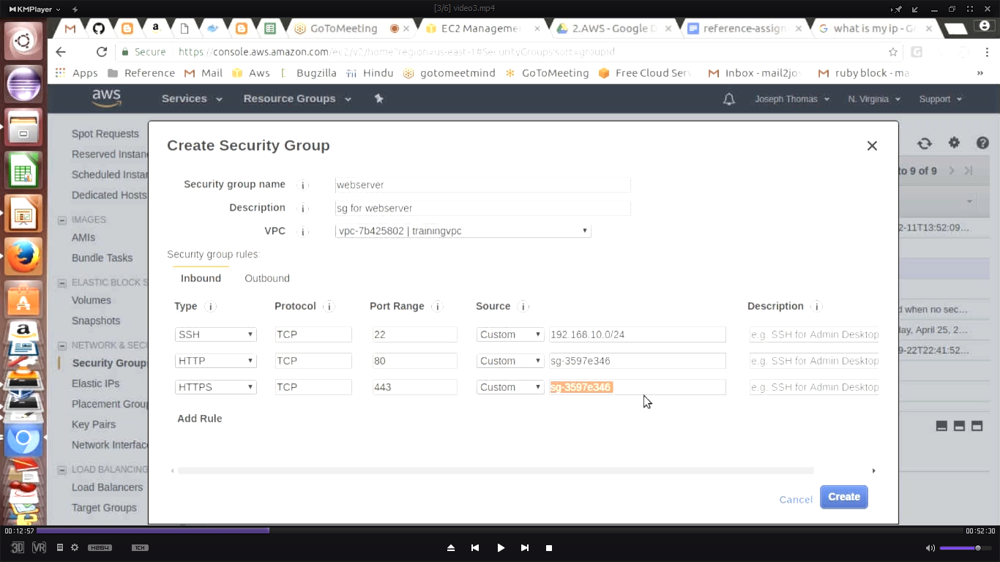 KMPlayer
[3/6] video3.mp4
GoToMeeting
EC2 Manageme
2.AWS - Google D
reference-assign
what is my ip - Go
Secure
https://console.aws.amazon.com/ec2/v2/home?region=us-east-1#SecurityGroups:sort=groupId
Apps Reference Mail Aws Bugzilla Hindu gotomeetmind GoToMeeting Free Cloud Serv Inbox - mail2jos ruby block - ma »
aws Services Resource Groups Joseph Thomas N. Virginia Support
Spot Requests
Reserved Instan
Scheduled Instan
Dedicated Hosts
IMAGES
AMIs
Bundle Tasks
ELASTIC BLOCK S
Volumes
Snapshots
NETWORK & SECU
Security Groups
Elastic IPs
Placement Group
Key Pairs
Network Interface
LOAD BALANCING
Load Balancers
Target Groups
Create Security Group
Security group name i webserver
Description i sg for webserver
VPC i vpc-7b425802 | trainingvpc
Security group rules:
Inbound Outbound
Type i Protocol i Port Range i Source i Description i
SSH TCP 22 Custom 192.168.10.0/24 e.g. SSH for Admin Desktop
HTTP TCP 80 Custom sg-3597e346 e.g. SSH for Admin Desktop
HTTPS TCP 443 Custom sg-3597e346 e.g. SSH for Admin Desktop
Add Rule
Cancel Create
to 9 of 9
2-11T13:52:09...
d when no sec...
lay, April 25, 2...
9-22T22:41:52...
00:12:57 00:52:30
3D VR H264 1CH